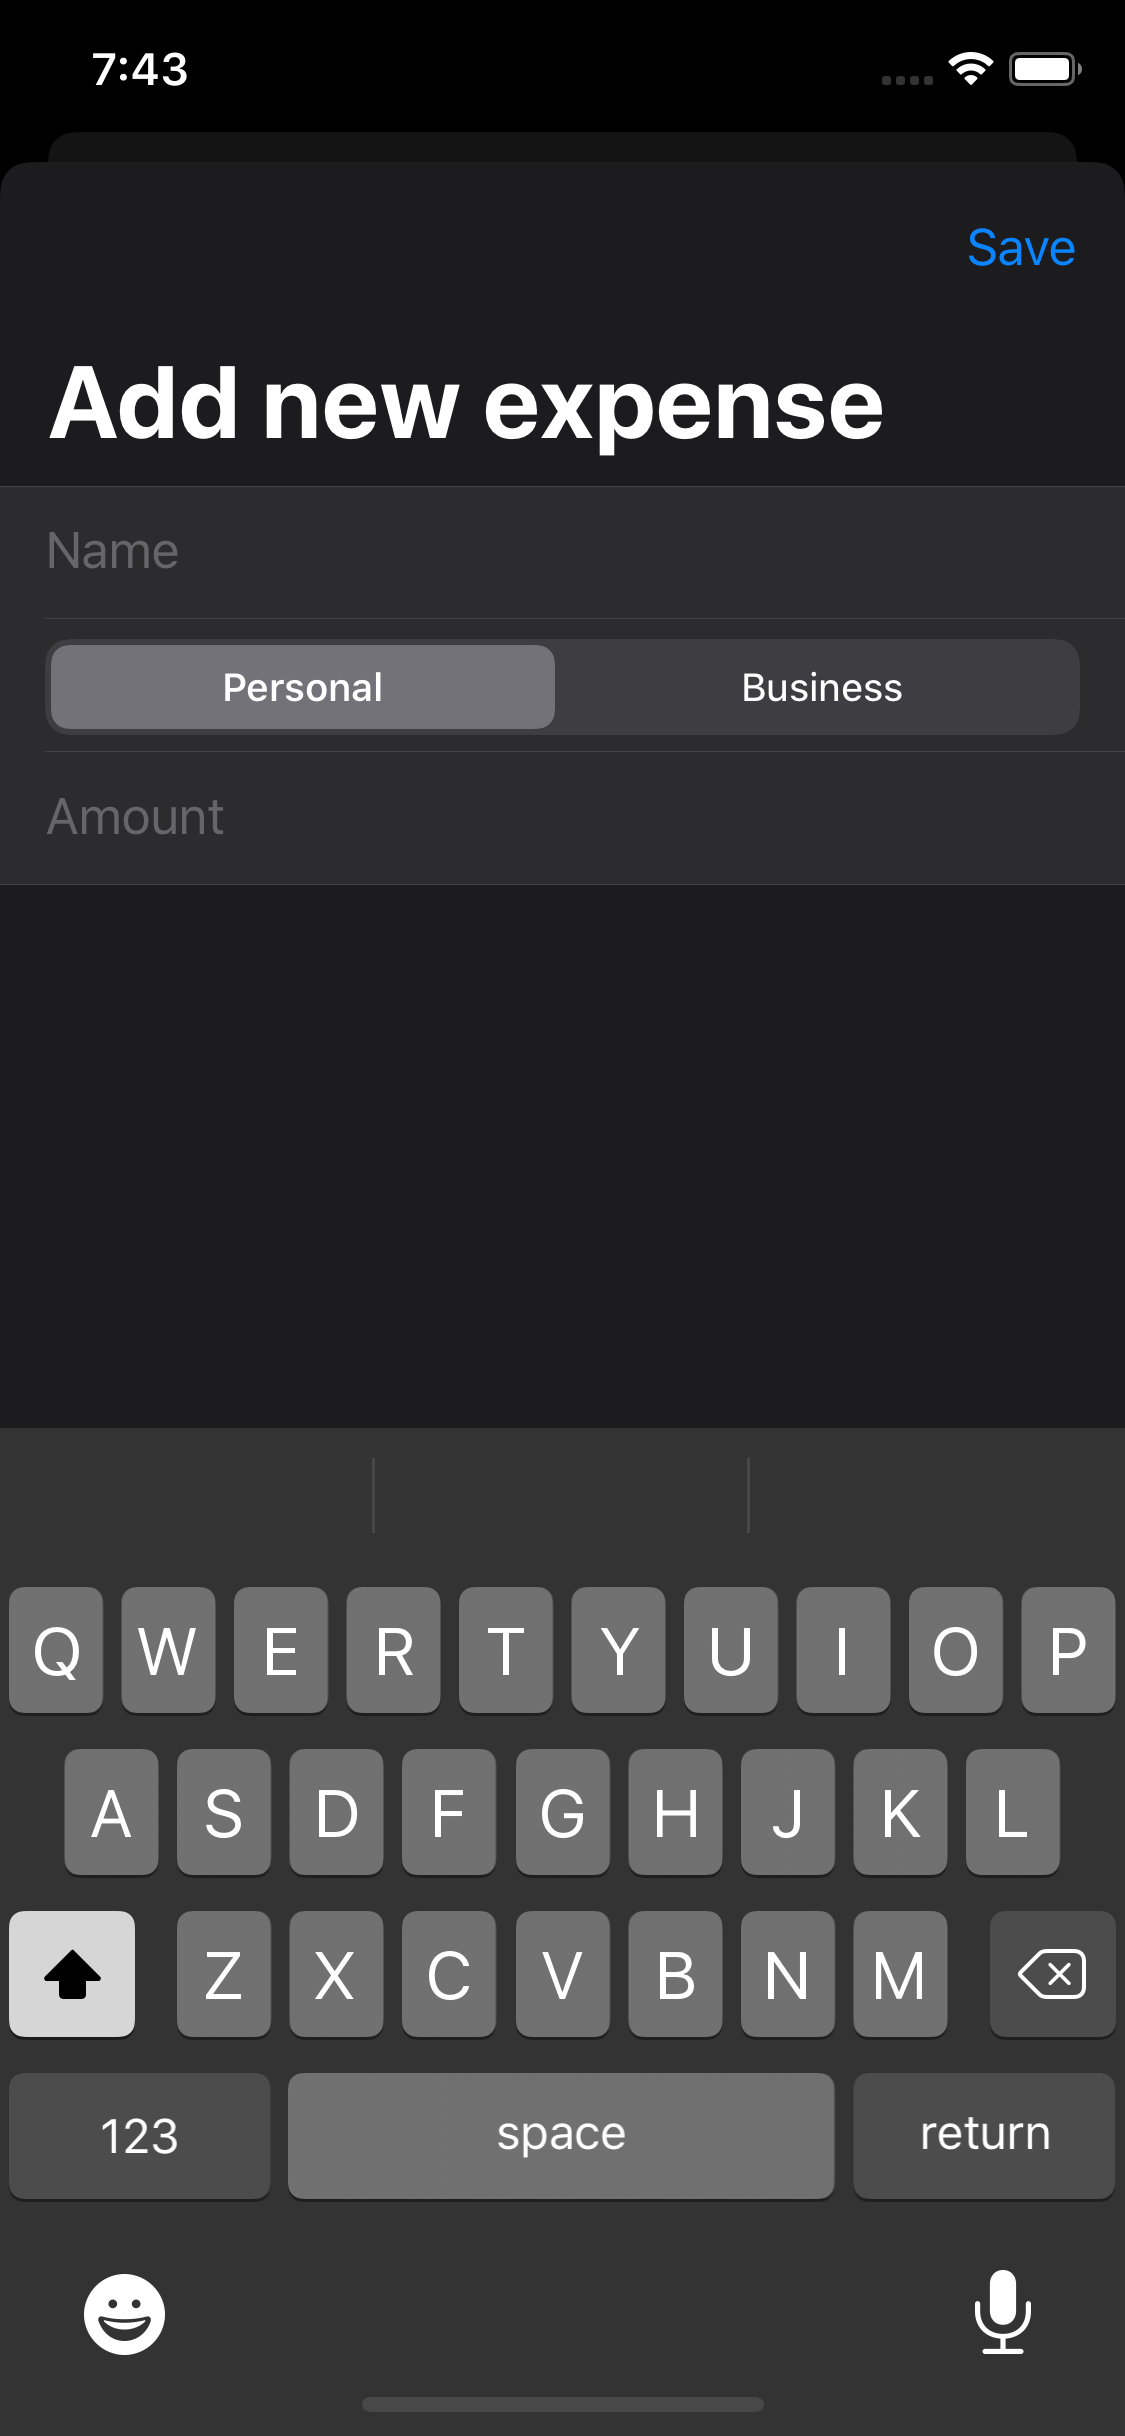 7:43
Save
Add new expense
Name
Personal Business
Amount
Q W E R T Y U I O P
A S D F G H J K L
Z X C V B N M
123 space return